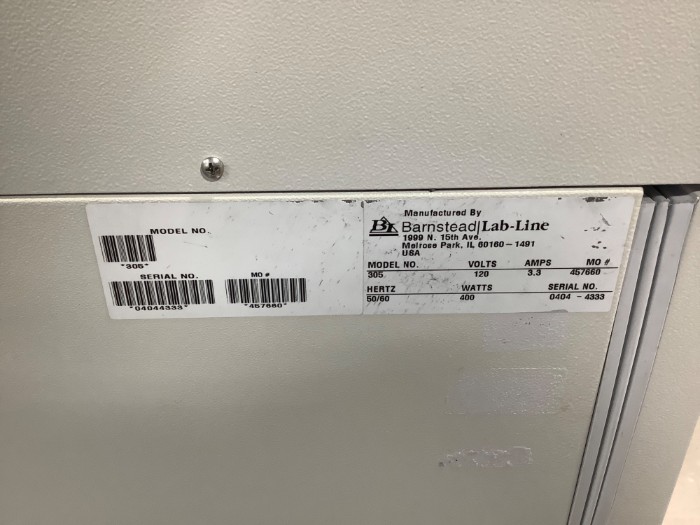 MODEL NO.
*305*
SERIAL NO. MO #
*04044333* *457660*
Manufactured By
BL Barnstead|Lab-Line
1999 N. 15th Ave.
Melrose Park, IL 60160-1491
USA
MODEL NO. VOLTS AMPS MO #
305 120 3.3 457660
HERTZ WATTS SERIAL NO.
50/60 400 0404 - 4333